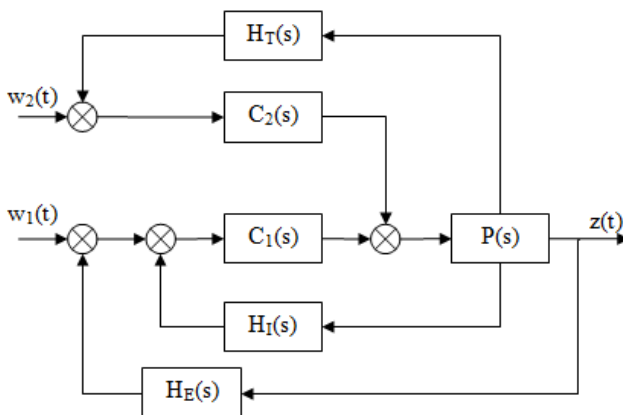 H_T(s)
w_2(t)
C_2(s)
w_1(t)
C_1(s)
P(s)
z(t)
H_I(s)
H_E(s)